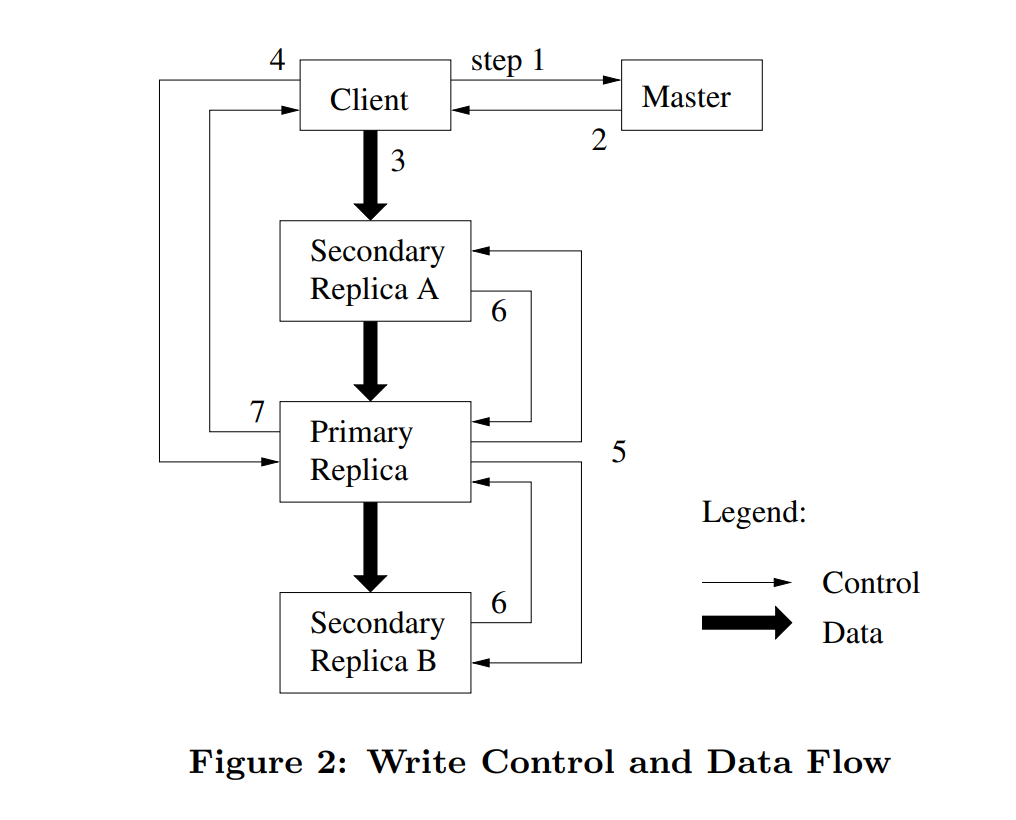 4
step 1
Client
Master
2
3
Secondary
Replica A
6
7
Primary
Replica
5
Legend:
Control
6
Secondary
Replica B
Data
Figure 2: Write Control and Data Flow